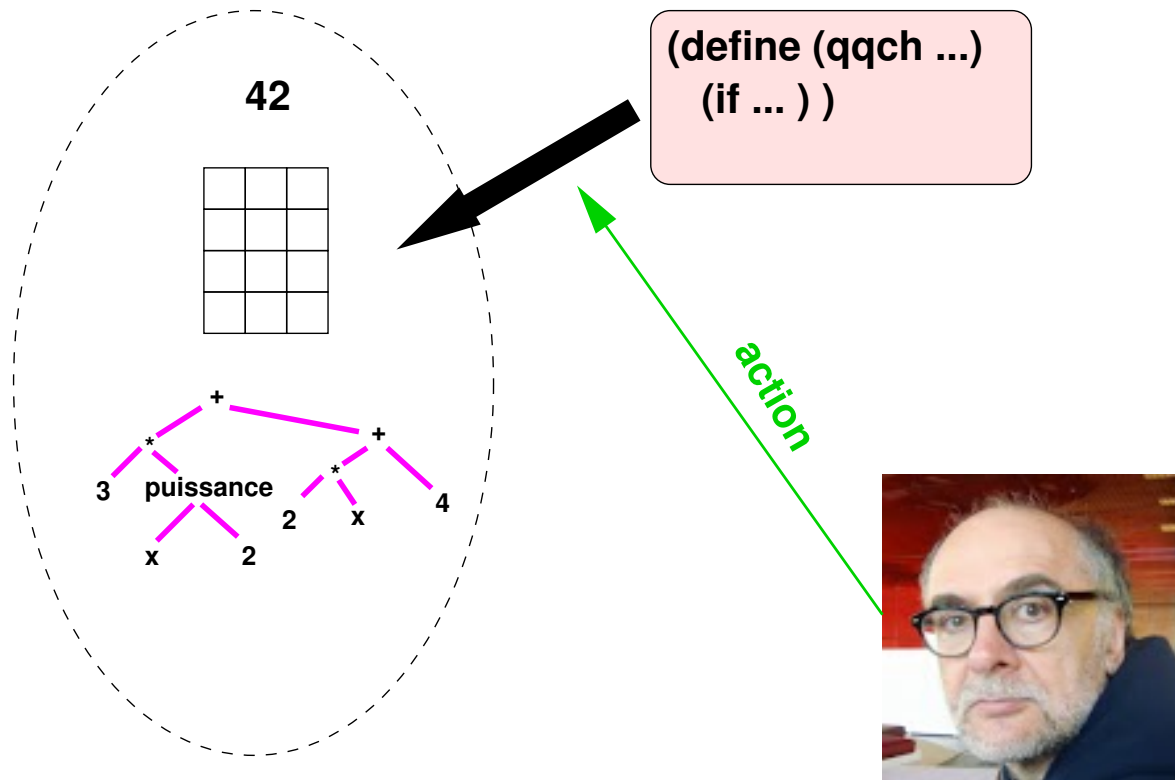 42
(define (qqch ...)
(if ... ) )
action
+
* +
3 puissance * 4
2 x
x 2